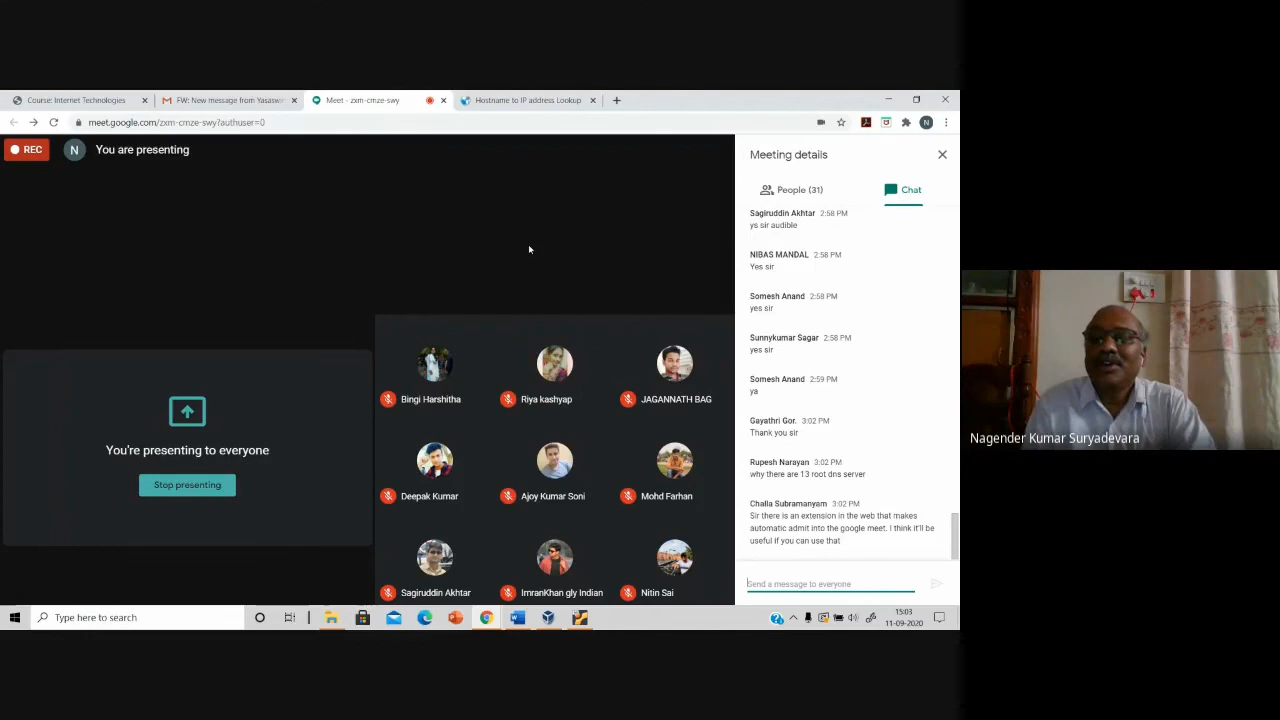 Course: Internet Technologies
FW: New message from Yasasw
Meet - zxm-cmze-swy
Hostname to IP address Lookup
meet.google.com/zxm-cmze-swy?authuser=0
N
REC
N
You are presenting
Meeting details
People (31)
Chat
Sagiruddin Akhtar 2:58 PM
ys sir audible
NIBAS MANDAL 2:58 PM
Yes sir
Somesh Anand 2:58 PM
yes sir
Sunnykumar Sagar 2:58 PM
yes sir
Somesh Anand 2:59 PM
ya
Gayathri Gor. 3:02 PM
Thank you sir
Rupesh Narayan 3:02 PM
why there are 13 root dns server
Challa Subramanyam 3:02 PM
Sir there is an extension in the web that makes
automatic admit into the google meet. I think it'll be
useful if you can use that
Send a message to everyone
You're presenting to everyone
Stop presenting
Bingi Harshitha
Riya kashyap
JAGANNATH BAG
Deepak Kumar
Ajoy Kumar Soni
Mohd Farhan
Sagiruddin Akhtar
ImranKhan gly Indian
Nitin Sai
Nagender Kumar Suryadevara
Type here to search
15:03
11-09-2020